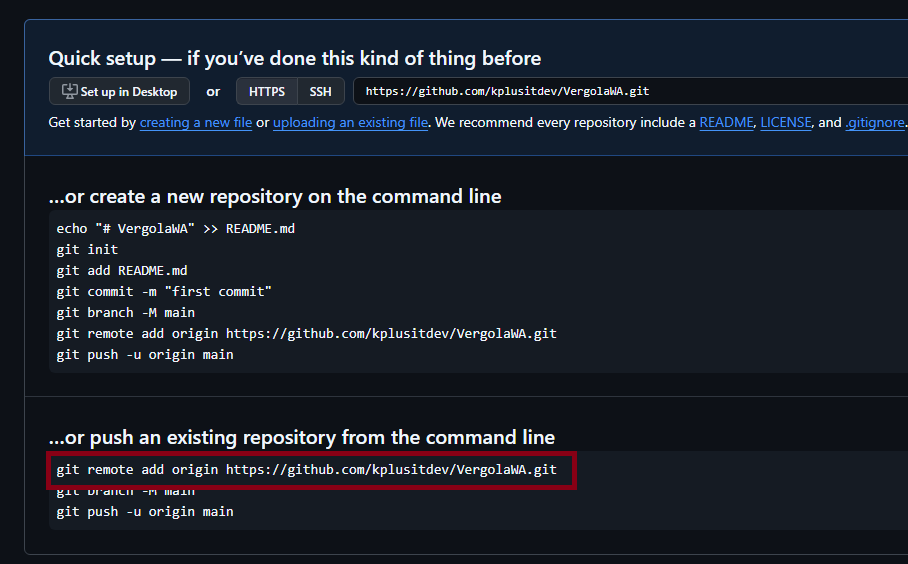 Quick setup — if you’ve done this kind of thing before
Set up in Desktop or HTTPS SSH https://github.com/kplusitdev/VergolaWA.git
Get started by creating a new file or uploading an existing file. We recommend every repository include a README, LICENSE, and .gitignore.
…or create a new repository on the command line
echo "# VergolaWA" >> README.md
git init
git add README.md
git commit -m "first commit"
git branch -M main
git remote add origin https://github.com/kplusitdev/VergolaWA.git
git push -u origin main
…or push an existing repository from the command line
git remote add origin https://github.com/kplusitdev/VergolaWA.git
git branch -M main
git push -u origin main